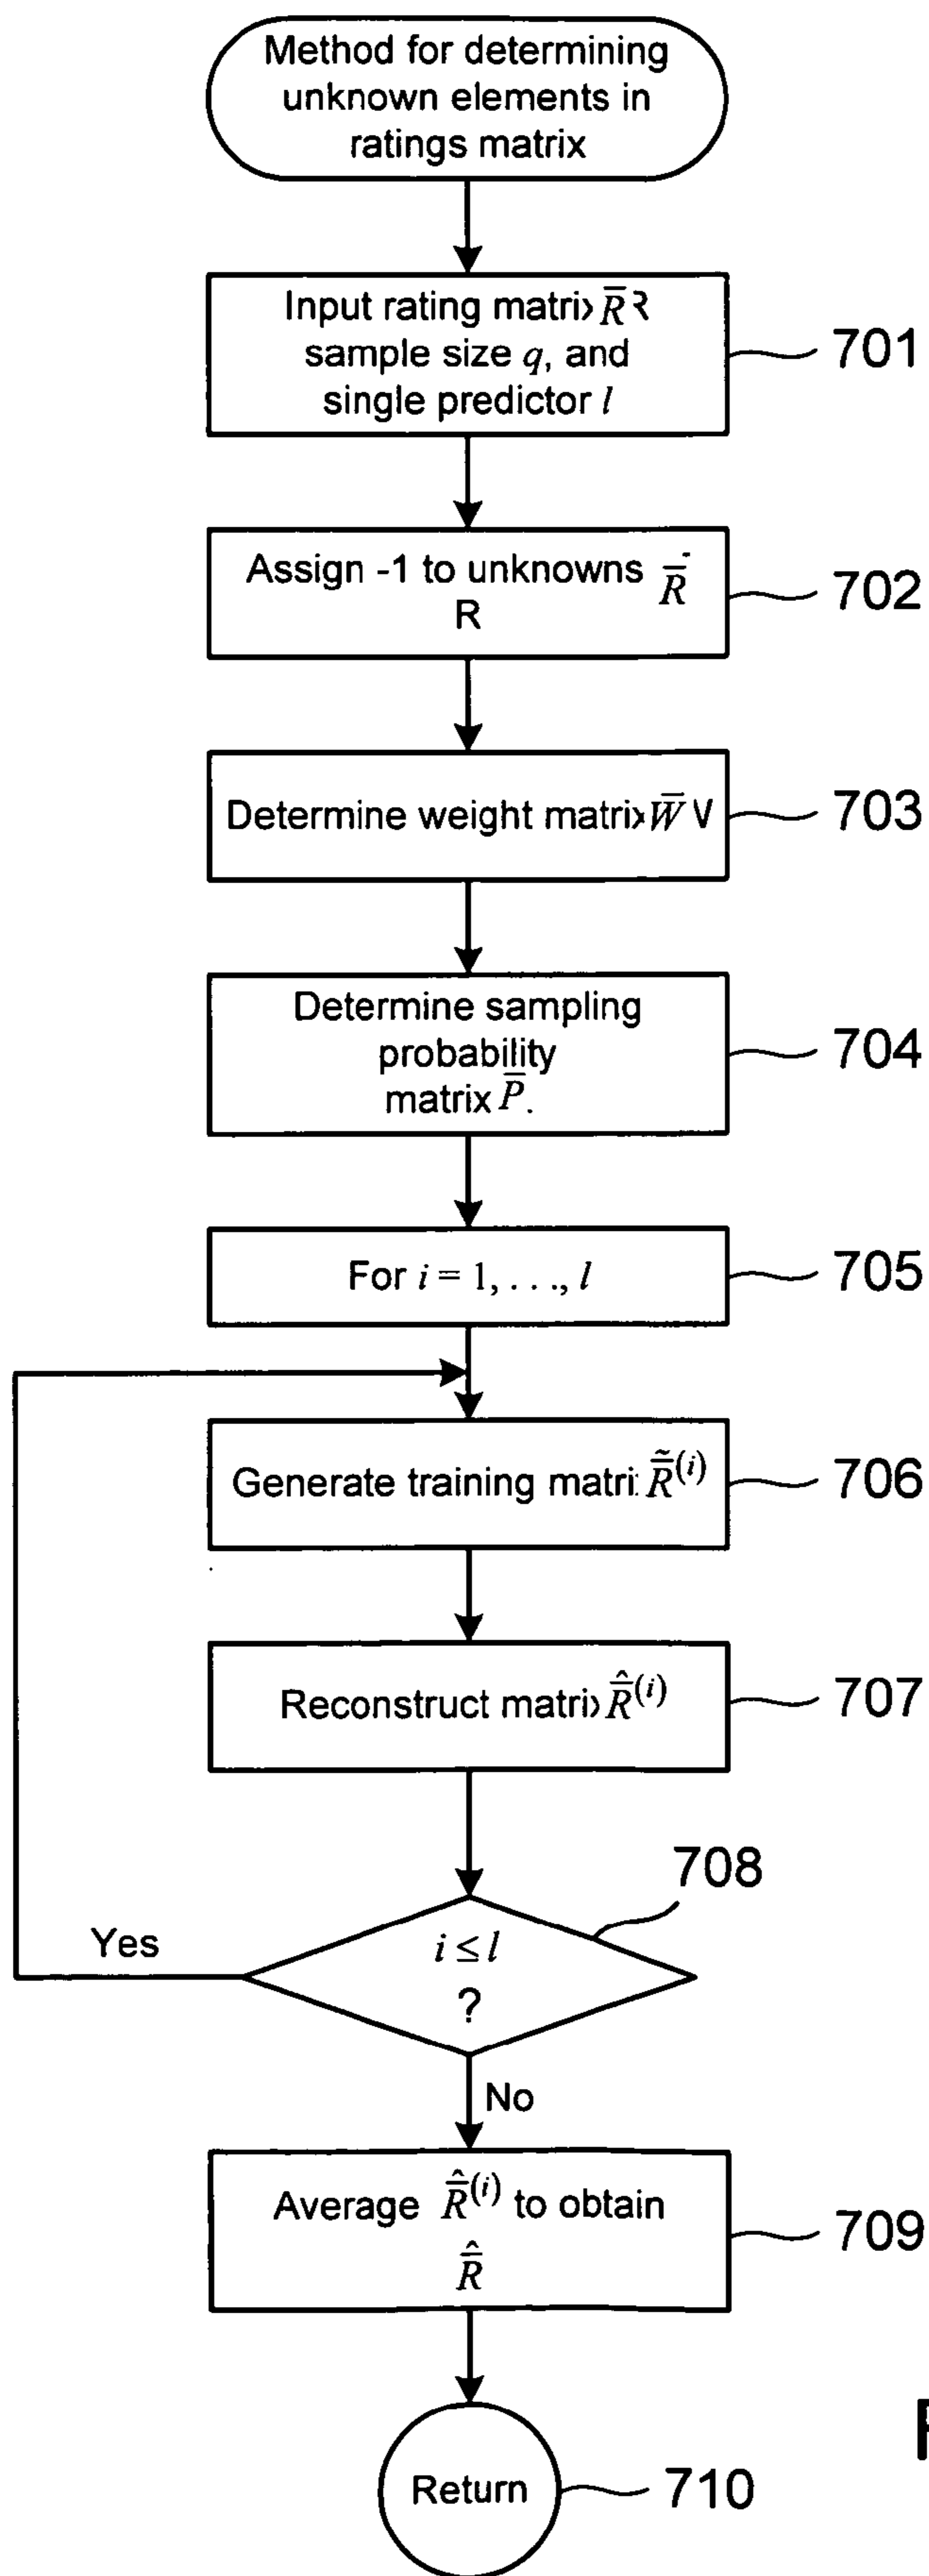 Method for determining
unknown elements in
ratings matrix
Input rating matrix R̄
sample size q, and
single predictor l
701
Assign -1 to unknowns R̄
R
702
Determine weight matrix W̄
703
Determine sampling
probability
matrix P̄.
704
For i = 1, . . ., l
705
Generate training matri R̄̃⁽ⁱ⁾
706
Reconstruct matri R̄̂⁽ⁱ⁾
707
708
Yes
i ≤ l
?
No
Average R̄̂⁽ⁱ⁾ to obtain
R̄̂
709
Return
710
F